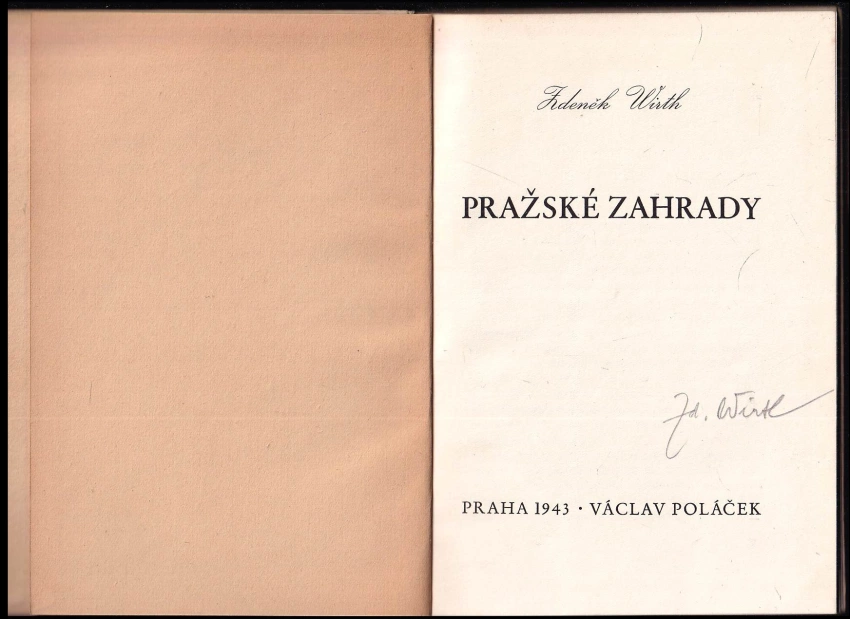 Zdeněk Wirth
PRAŽSKÉ ZAHRADY
Zd. Wirth
PRAHA 1943 · VÁCLAV POLÁČEK